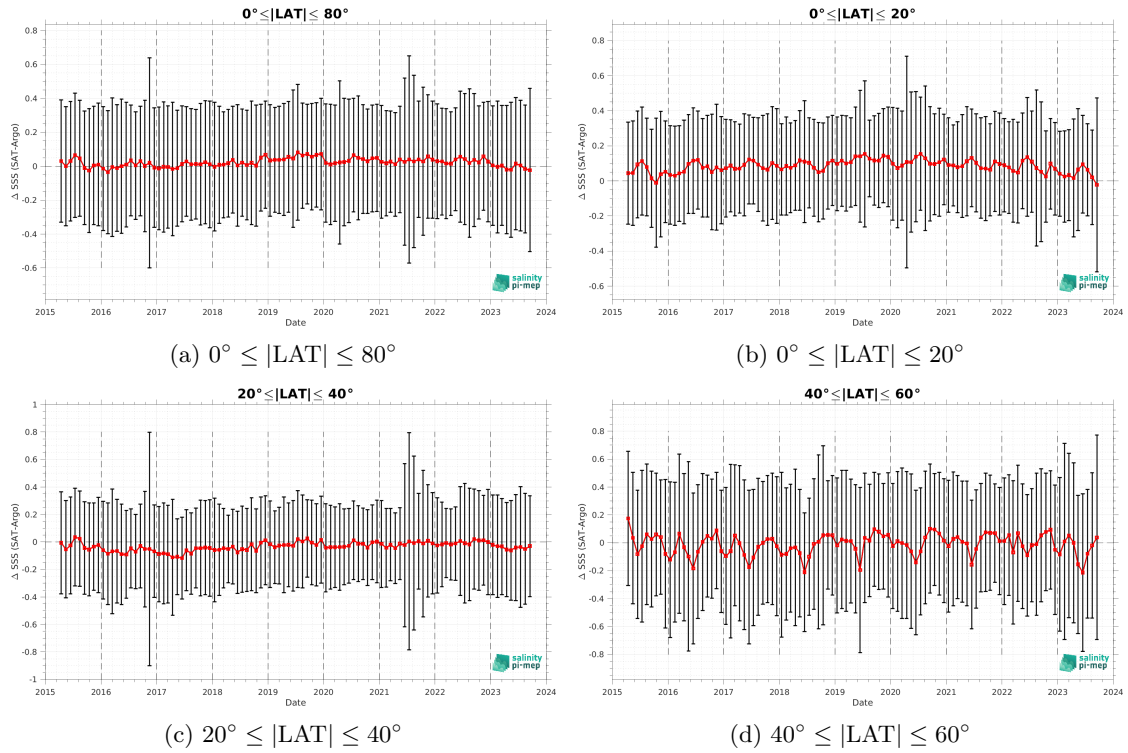 0°≤|LAT|≤ 80°
0.8
0.6
0.4
0.2
0
-0.2
-0.4
-0.6
Δ SSS (SAT-Argo)
2015 2016 2017 2018 2019 2020 2021 2022 2023 2024
Date
salinity
pi-mep
(a) 0° ≤ |LAT| ≤ 80°
0°≤|LAT|≤ 20°
0.8
0.6
0.4
0.2
0
-0.2
-0.4
-0.6
Δ SSS (SAT-Argo)
2015 2016 2017 2018 2019 2020 2021 2022 2023 2024
Date
salinity
pi-mep
(b) 0° ≤ |LAT| ≤ 20°
20°≤|LAT|≤ 40°
1
0.8
0.6
0.4
0.2
0
-0.2
-0.4
-0.6
-0.8
-1
Δ SSS (SAT-Argo)
2015 2016 2017 2018 2019 2020 2021 2022 2023 2024
Date
salinity
pi-mep
(c) 20° ≤ |LAT| ≤ 40°
40°≤|LAT|≤ 60°
0.8
0.6
0.4
0.2
0
-0.2
-0.4
-0.6
-0.8
Δ SSS (SAT-Argo)
2015 2016 2017 2018 2019 2020 2021 2022 2023 2024
Date
salinity
pi-mep
(d) 40° ≤ |LAT| ≤ 60°